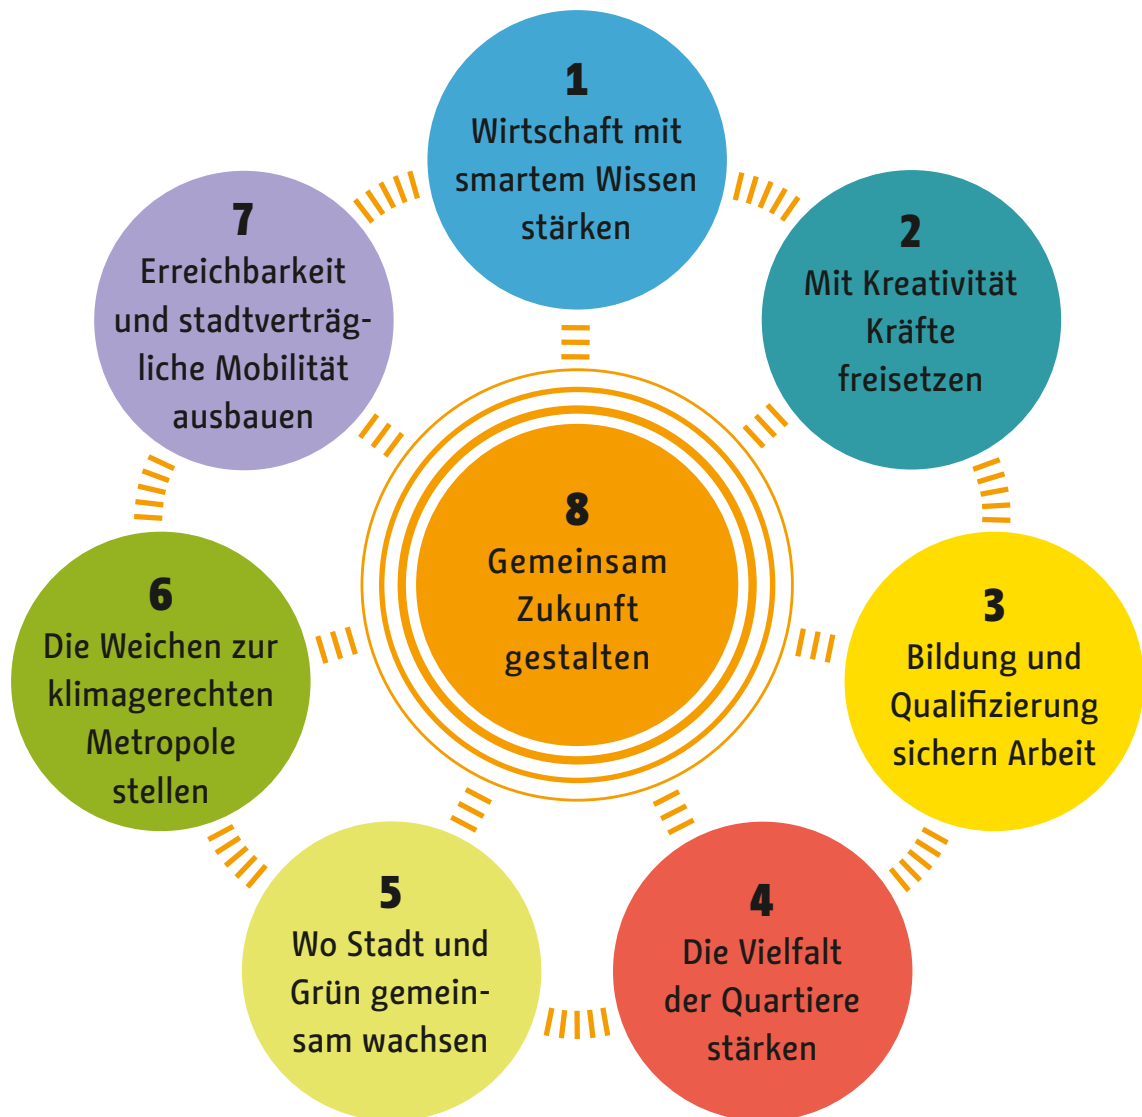 1
Wirtschaft mit
smartem Wissen
stärken
2
Mit Kreativität
Kräfte
freisetzen
3
Bildung und
Qualifizierung
sichern Arbeit
4
Die Vielfalt
der Quartiere
stärken
5
Wo Stadt und
Grün gemein-
sam wachsen
6
Die Weichen zur
klimagerechten
Metropole
stellen
7
Erreichbarkeit
und stadtverträg-
liche Mobilität
ausbauen
8
Gemeinsam
Zukunft
gestalten